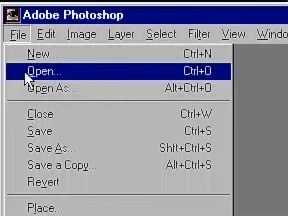 Adobe Photoshop
File Edit Image Layer Select Filter View Windo
New... Ctrl+N
Open... Ctrl+O
Open As... Alt+Ctrl+O
Close Ctrl+W
Save Ctrl+S
Save As... Shft+Ctrl+S
Save a Copy... Alt+Ctrl+S
Revert
Place...